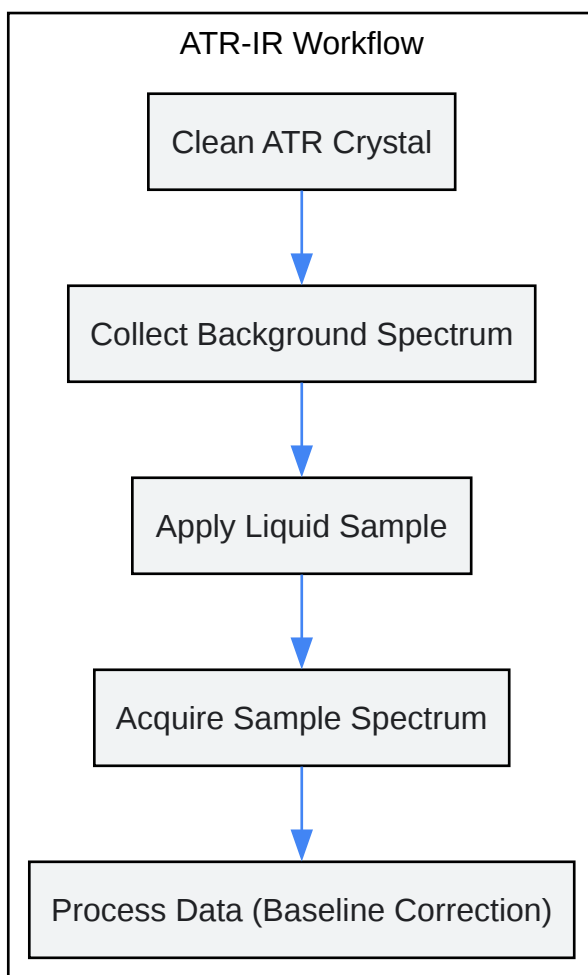 ATR-IR Workflow
Clean ATR Crystal
Collect Background Spectrum
Apply Liquid Sample
Acquire Sample Spectrum
Process Data (Baseline Correction)